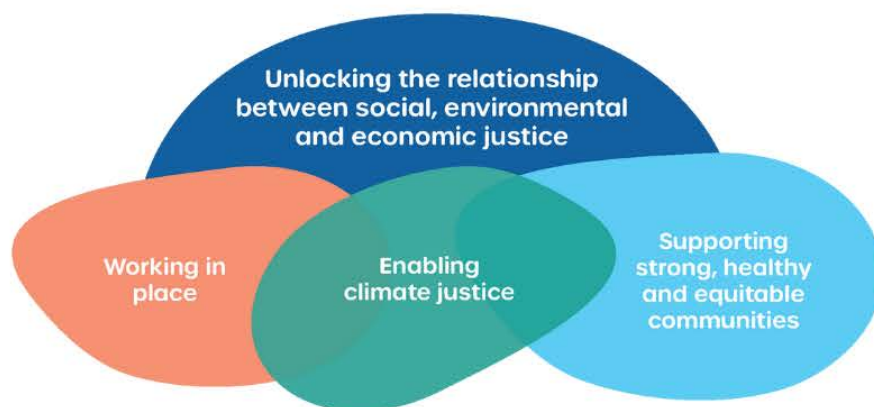 Unlocking the relationship
between social, environmental
and economic justice
Working in
place
Enabling
climate justice
Supporting
strong, healthy
and equitable
communities